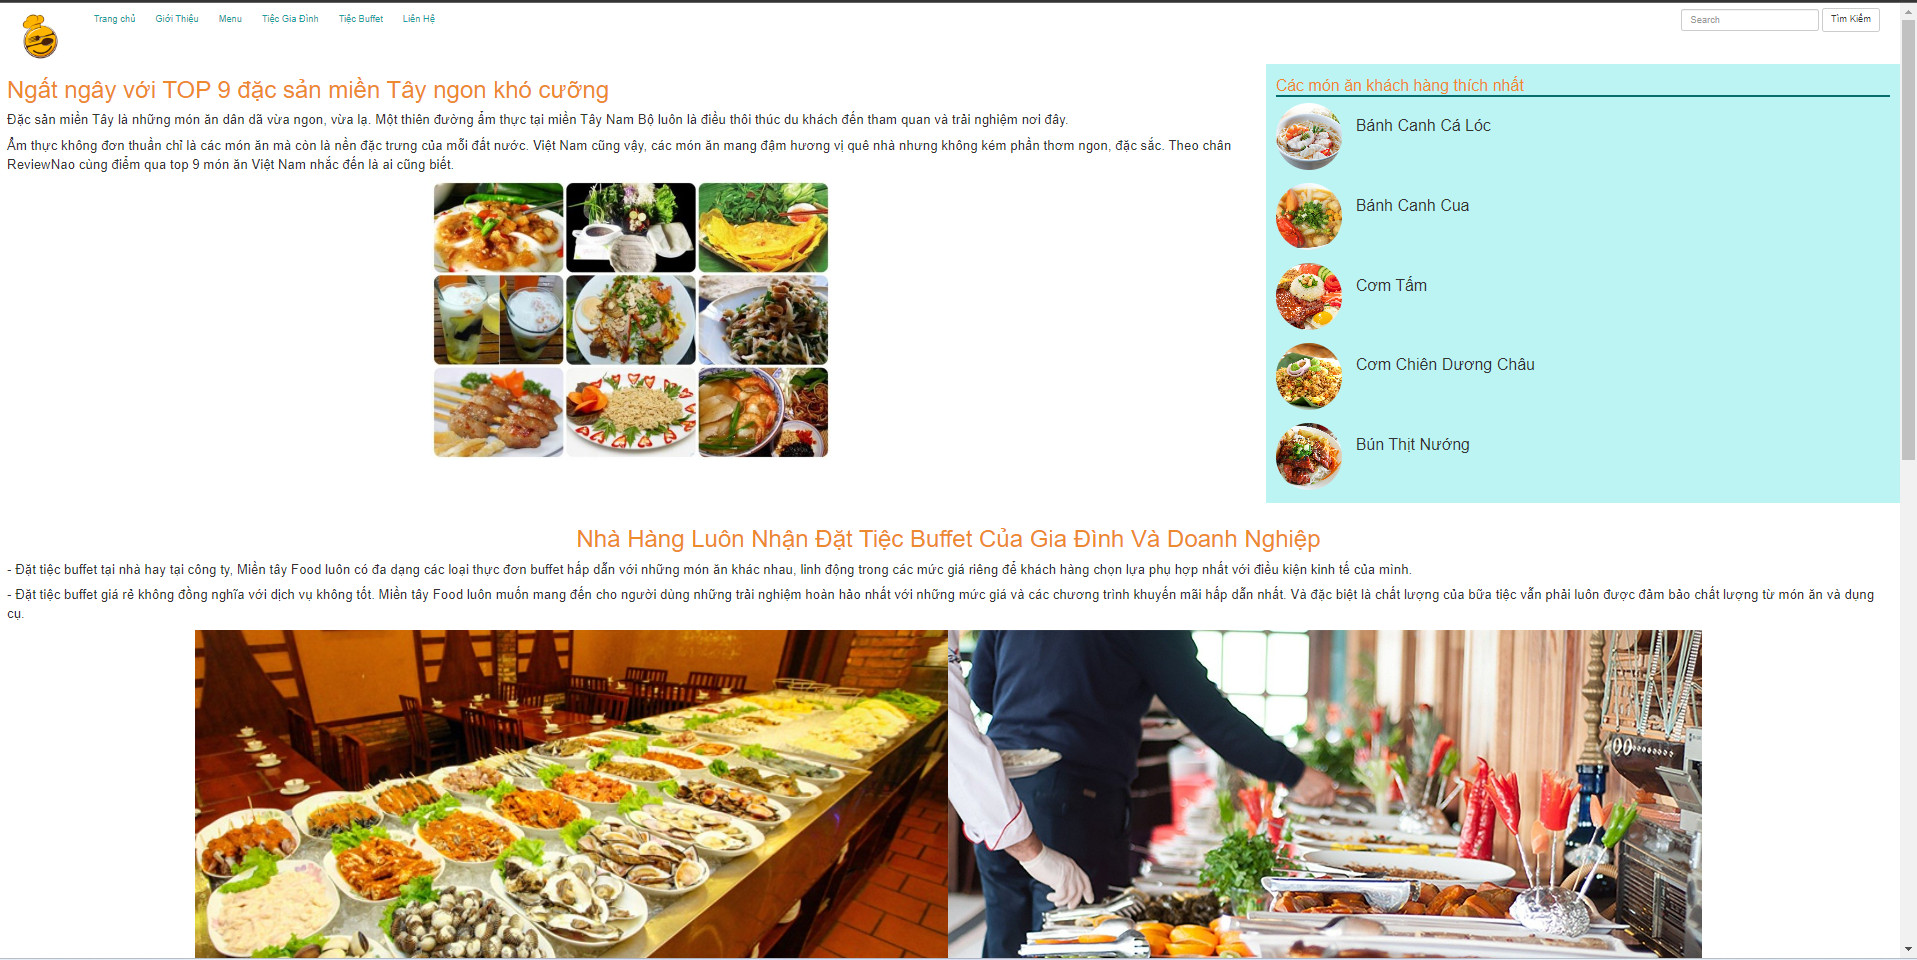 Trang chủ Giới Thiệu Menu Tiệc Gia Đình Tiệc Buffet Liên Hệ Search Tìm Kiếm
Ngất ngây với TOP 9 đặc sản miền Tây ngon khó cưỡng
Đặc sản miền Tây là những món ăn dân dã vừa ngon, vừa lạ. Một thiên đường ẩm thực tại miền Tây Nam Bộ luôn là điều thôi thúc du khách đến tham quan và trải nghiệm nơi đây.
Ẩm thực không đơn thuần chỉ là các món ăn mà còn là nền đặc trưng của mỗi đất nước. Việt Nam cũng vậy, các món ăn mang đậm hương vị quê nhà nhưng không kém phần thơm ngon, đặc sắc. Theo chân
ReviewNao cùng điểm qua top 9 món ăn Việt Nam nhắc đến là ai cũng biết.
Các món ăn khách hàng thích nhất
Bánh Canh Cá Lóc
Bánh Canh Cua
Cơm Tấm
Cơm Chiên Dương Châu
Bún Thịt Nướng
Nhà Hàng Luôn Nhận Đặt Tiệc Buffet Của Gia Đình Và Doanh Nghiệp
- Đặt tiệc buffet tại nhà hay tại công ty, Miền tây Food luôn có đa dạng các loại thực đơn buffet hấp dẫn với những món ăn khác nhau, linh động trong các mức giá riêng để khách hàng chọn lựa phụ hợp nhất với điều kiện kinh tế của mình.
- Đặt tiệc buffet giá rẻ không đồng nghĩa với dịch vụ không tốt. Miền tây Food luôn muốn mang đến cho người dùng những trải nghiệm hoàn hảo nhất với những mức giá và các chương trình khuyến mãi hấp dẫn nhất. Và đặc biệt là chất lượng của bữa tiệc vẫn phải luôn được đảm bảo chất lượng từ món ăn và dụng
cụ.